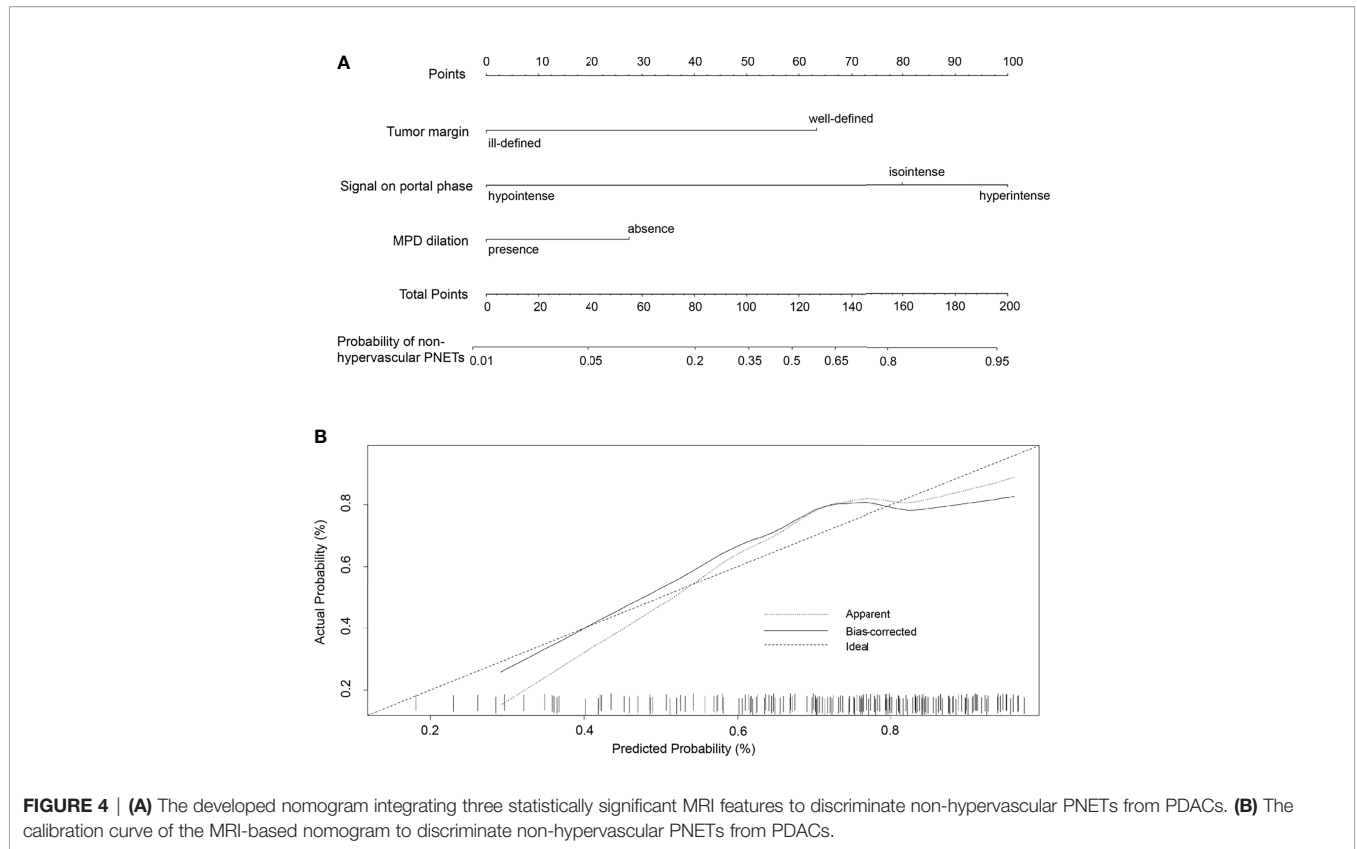 A
0 10 20 30 40 50 60 70 80 90 100
Points
well-defined
Tumor margin
ill-defined
isointense
Signal on portal phase
hypointense hyperintense
absence
MPD dilation
presence
Total Points
0 20 40 60 80 100 120 140 160 180 200
Probability of non-
hypervascular PNETs
0.01 0.05 0.2 0.35 0.5 0.65 0.8 0.95
B
Actual Probability (%)
0.8
0.6
0.4
0.2
Apparent
Bias-corrected
Ideal
0.2 0.4 0.6 0.8
Predicted Probability (%)
FIGURE 4 | (A) The developed nomogram integrating three statistically significant MRI features to discriminate non-hypervascular PNETs from PDACs. (B) The
calibration curve of the MRI-based nomogram to discriminate non-hypervascular PNETs from PDACs.